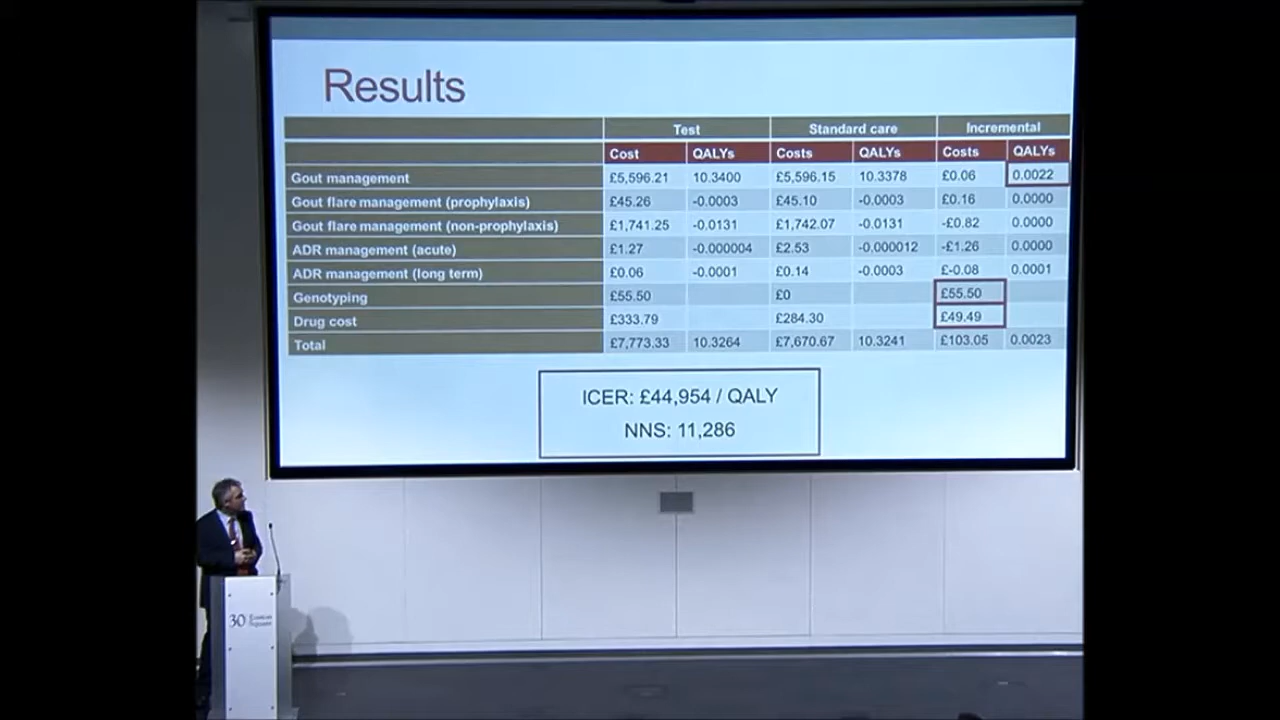 Results
Test Standard care Incremental
Cost QALYs Costs QALYs Costs QALYs
Gout management £5,596.21 10.3400 £5,596.15 10.3378 £0.06 0.0022
Gout flare management (prophylaxis) £45.26 -0.0003 £45.10 -0.0003 £0.16 0.0000
Gout flare management (non-prophylaxis) £1,741.25 -0.0131 £1,742.07 -0.0131 -£0.82 0.0000
ADR management (acute) £1.27 -0.000004 £2.53 -0.000012 -£1.26 0.0000
ADR management (long term) £0.06 -0.0001 £0.14 -0.0003 £-0.08 0.0001
Genotyping £55.50 £0 £55.50
Drug cost £333.79 £284.30 £49.49
Total £7,773.33 10.3264 £7,670.67 10.3241 £103.05 0.0023
ICER: £44,954 / QALY
NNS: 11,286
30